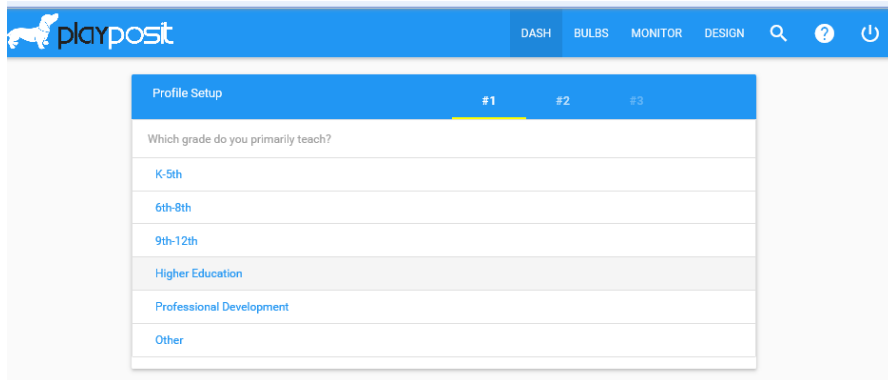 playposit DASH BULBS MONITOR DESIGN ?
Profile Setup #1 #2 #3
Which grade do you primarily teach?
K-5th
6th-8th
9th-12th
Higher Education
Professional Development
Other